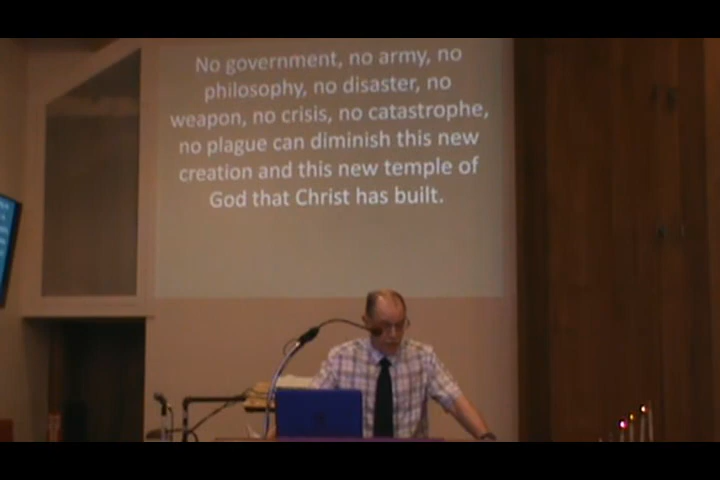 No government, no army, no
philosophy, no disaster, no
weapon, no crisis, no catastrophe,
no plague can diminish this new
creation and this new temple of
God that Christ has built.